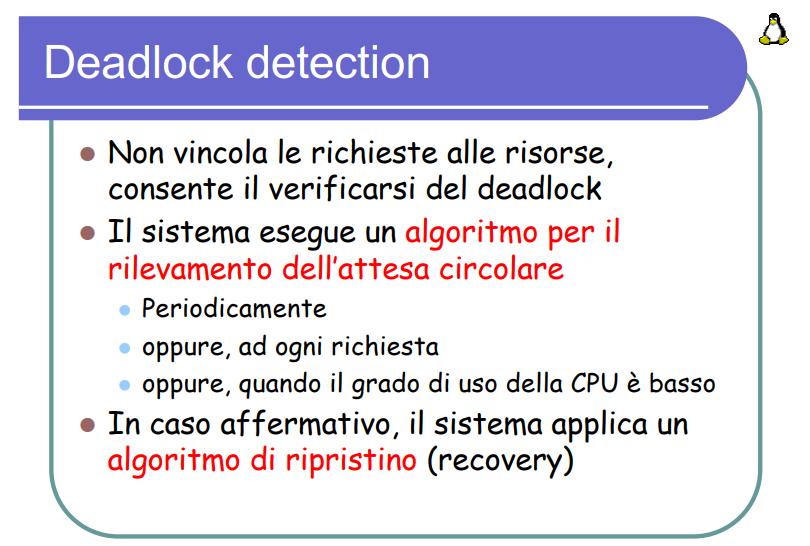 Deadlock detection
Non vincola le richieste alle risorse,
consente il verificarsi del deadlock
Il sistema esegue un algoritmo per il
rilevamento dell’attesa circolare
Periodicamente
oppure, ad ogni richiesta
oppure, quando il grado di uso della CPU è basso
In caso affermativo, il sistema applica un
algoritmo di ripristino (recovery)